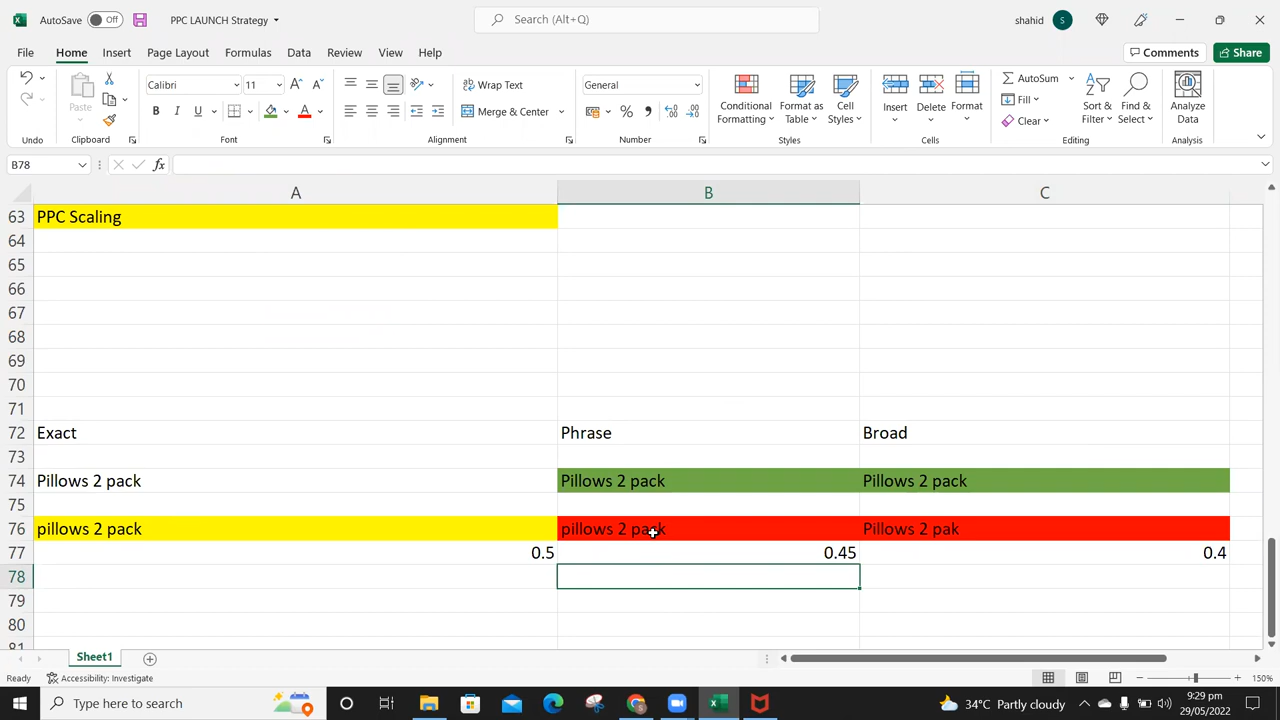 AutoSave Off PPC LAUNCH Strategy Search (Alt+Q) shahid S
File Home Insert Page Layout Formulas Data Review View Help Comments Share
Calibri 11 Wrap Text General AutoSum
Paste Merge & Center Conditional Formatting Format as Table Cell Styles Insert Delete Format Fill Clear Sort & Filter Find & Select Analyze Data
Undo Clipboard Font Alignment Number Styles Cells Editing Analysis
B78 fx
A B C
63 PPC Scaling
64
65
66
67
68
69
70
71
72 Exact Phrase Broad
73
74 Pillows 2 pack Pillows 2 pack Pillows 2 pack
75
76 pillows 2 pack pillows 2 pack Pillows 2 pak
77 0.5 0.45 0.4
78
79
80
81
Sheet1
Ready Accessibility: Investigate 150%
Type here to search 34°C Partly cloudy 9:29 pm
29/05/2022